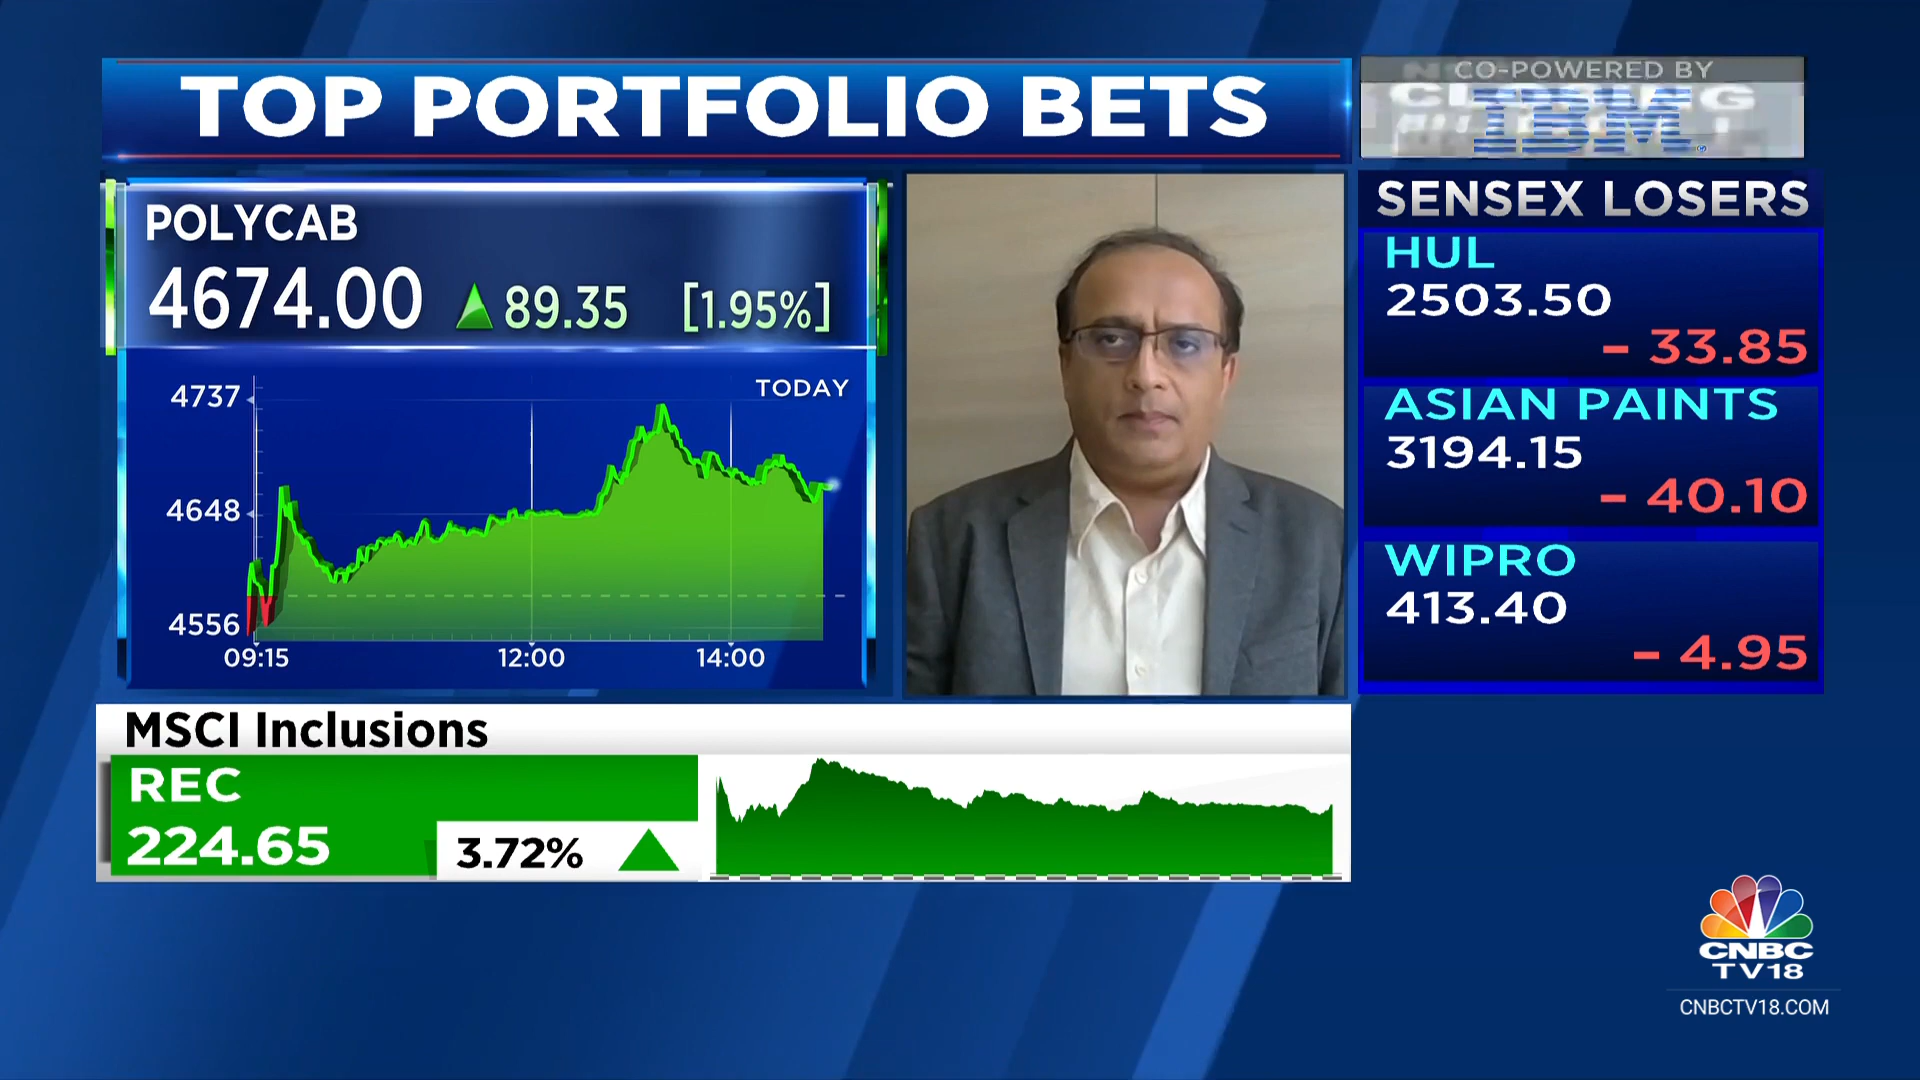 TOP PORTFOLIO BETS
POLYCAB
4674.00 ▲ 89.35 [1.95%]
TODAY
4737
4648
4556
09:15 12:00 14:00
CO-POWERED BY
IBM
SENSEX LOSERS
HUL
2503.50
- 33.85
ASIAN PAINTS
3194.15
- 40.10
WIPRO
413.40
- 4.95
MSCI Inclusions
REC
224.65
3.72%
CNBC
TV18
CNBCTV18.COM